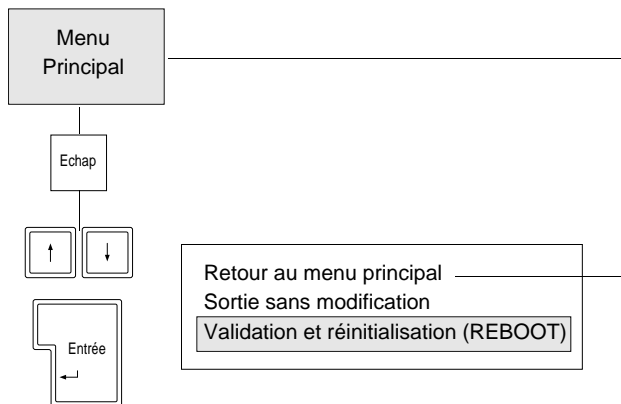 Menu
Principal
Echap
Retour au menu principal
Sortie sans modification
Validation et réinitialisation (REBOOT)
Entrée